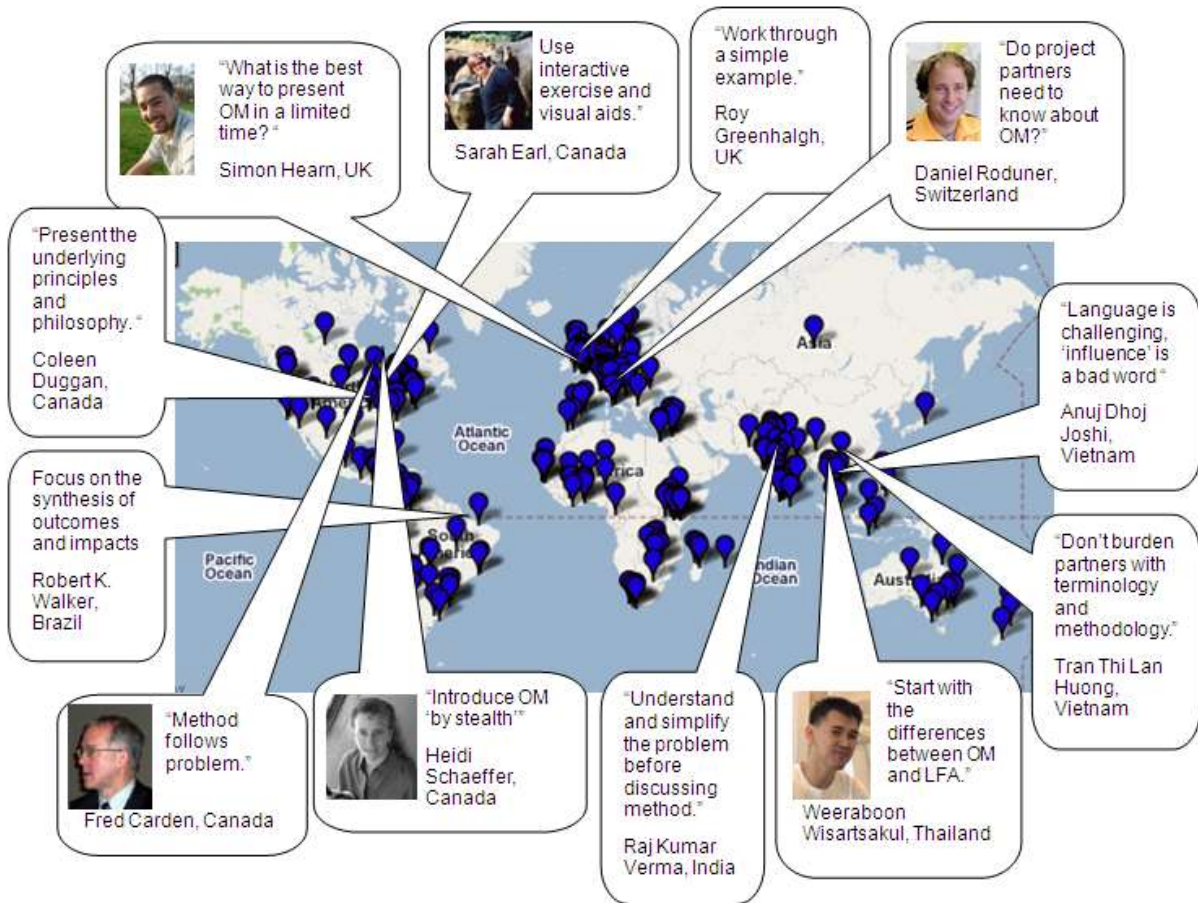 “What is the best
way to present
OM in a limited
time? “
Simon Hearn, UK
Use
interactive
exercise and
visual aids.”
Sarah Earl, Canada
“Work through
a simple
example.”
Roy
Greenhalgh,
UK
“Do project
partners
need to
know about
OM?”
Daniel Roduner,
Switzerland
“Present the
underlying
principles
and
philosophy. “
Coleen
Duggan,
Canada
“Language is
challenging,
‘influence’ is
a bad word “
Anuj Dhoj
Joshi,
Vietnam
Asia
Atlantic
Ocean
Focus on the
synthesis of
outcomes
and impacts
Robert K.
Walker,
Brazil
Pacific
Ocean
South
Ocean
“Don’t burden
partners with
terminology
and
methodology.”
Tran Thi Lan
Huong,
Vietnam
“Method
follows
problem.”
Fred Carden, Canada
“Introduce OM
‘by stealth’”
Heidi
Schaeffer,
Canada
“Understand
and simplify
the problem
before
discussing
method.”
Raj Kumar
Verma, India
“Start with
the
differences
between OM
and LFA.”
Weeraboon
Wisartsakul, Thailand